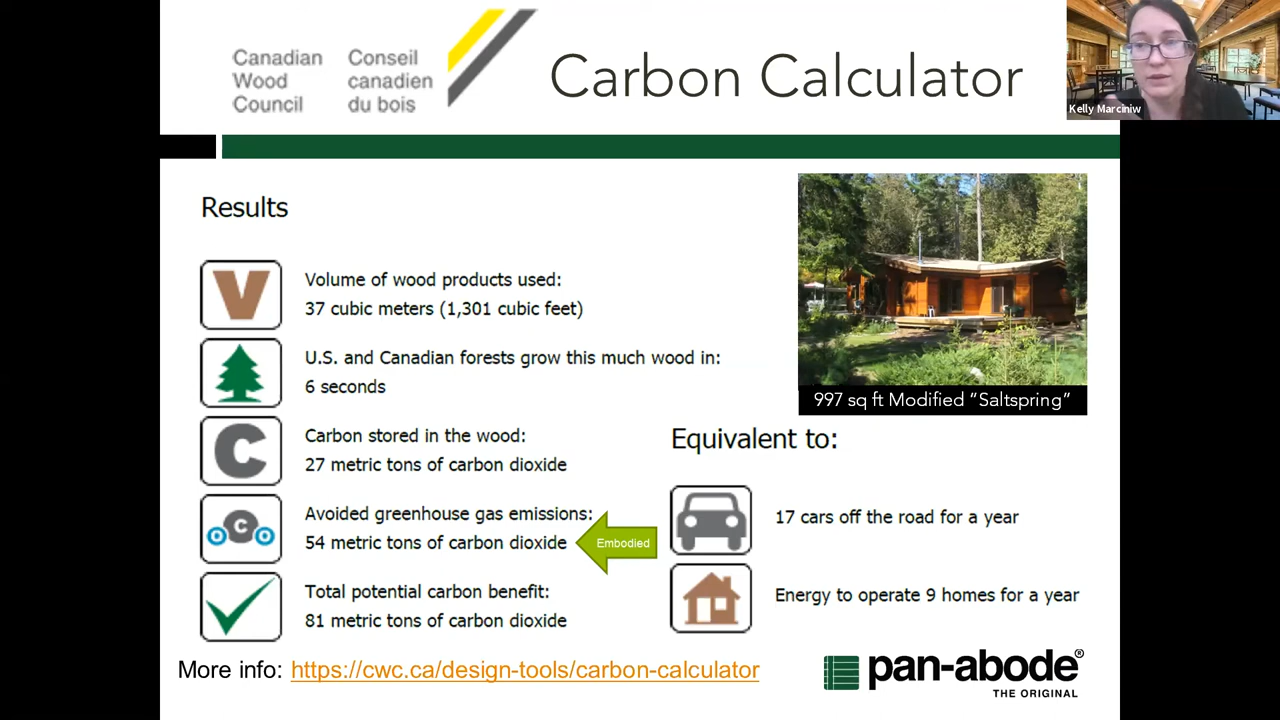 Canadian
Wood
Council
Conseil
canadien
du bois
Carbon Calculator
Kelly Marciniw
Results
V
Volume of wood products used:
37 cubic meters (1,301 cubic feet)
U.S. and Canadian forests grow this much wood in:
6 seconds
C
Carbon stored in the wood:
27 metric tons of carbon dioxide
O C O
Avoided greenhouse gas emissions:
54 metric tons of carbon dioxide
Embodied
Total potential carbon benefit:
81 metric tons of carbon dioxide
997 sq ft Modified “Saltspring”
Equivalent to:
17 cars off the road for a year
Energy to operate 9 homes for a year
More info: https://cwc.ca/design-tools/carbon-calculator
pan-abode®
THE ORIGINAL